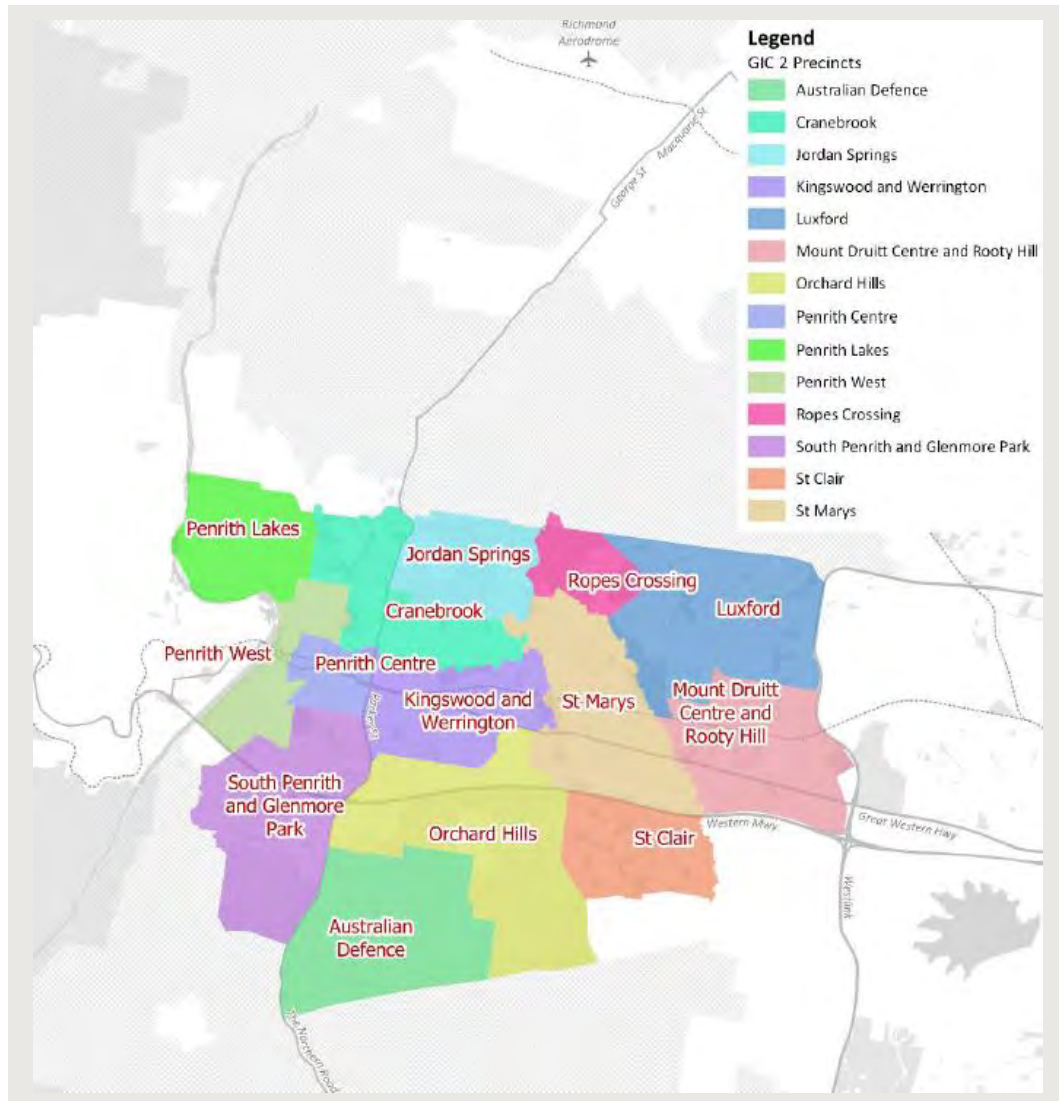 Richmond
Aerodrome
Legend
GIC 2 Precincts
Australian Defence
Cranebrook
Jordan Springs
Kingswood and Werrington
Luxford
Mount Druitt Centre and Rooty Hill
Orchard Hills
Penrith Centre
Penrith Lakes
Penrith West
Ropes Crossing
South Penrith and Glenmore Park
St Clair
St Marys
Macquarie St
George St
Penrith Lakes
Jordan Springs
Ropes Crossing
Cranebrook
Luxford
Penrith West
Penrith Centre
Kingswood and
Werrington
St Marys
Mount Druitt
Centre and
Rooty Hill
South Penrith
and Glenmore
Park
Orchard Hills
St Clair
Western Mwy
Great Western Hwy
Westlink
Australian
Defence
The Northern Road